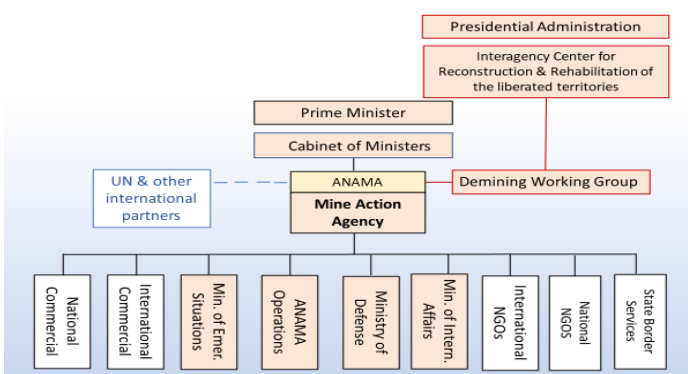 Presidential Administration
Interagency Center for
Reconstruction & Rehabilitation of
the liberated territories
Prime Minister
Cabinet of Ministers
UN & other
international
partners
ANAMA
Mine Action
Agency
Demining Working Group
National
Commercial
International
Commercial
Min. of Emer.
Situations
ANAMA
Operations
Ministry of
Defense
Min. of Intern.
Affairs
International
NGOs
National
NGOS
State Border
Services